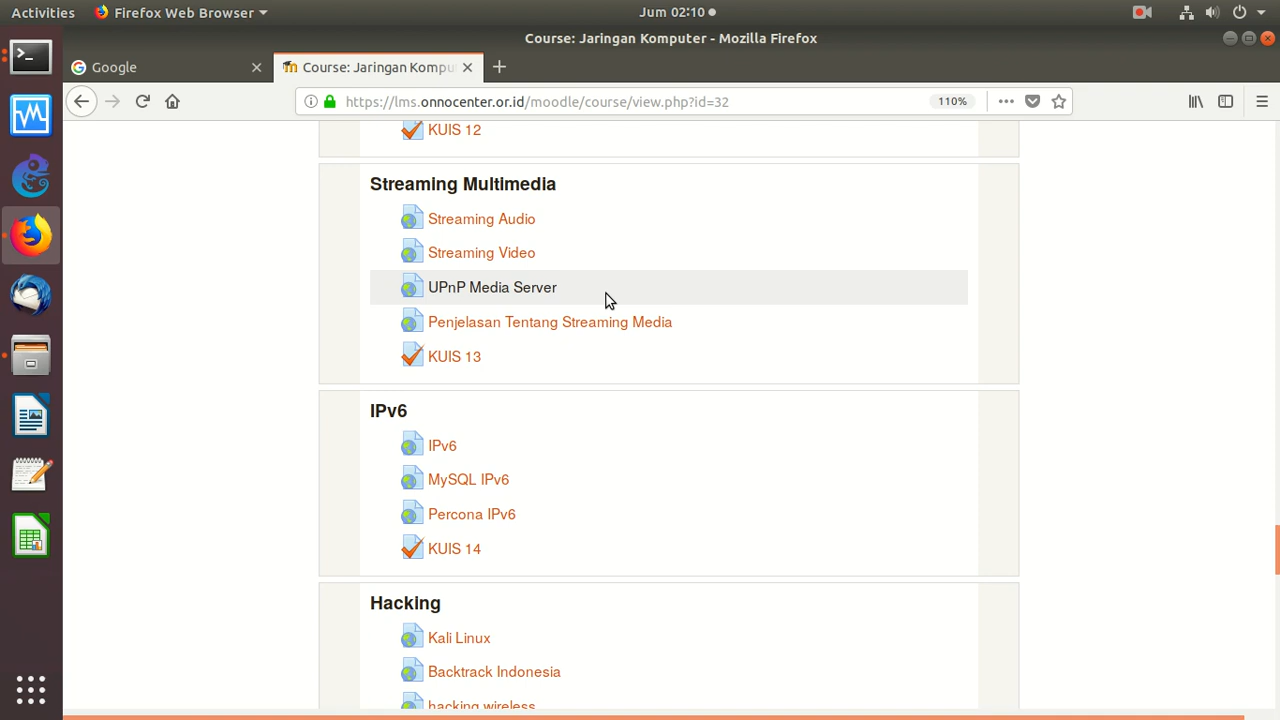 Activities
Firefox Web Browser
Jum 02:10
Course: Jaringan Komputer - Mozilla Firefox
Google
Course: Jaringan Kompu
https://lms.onnocenter.or.id/moodle/course/view.php?id=32
110%
KUIS 12
Streaming Multimedia
Streaming Audio
Streaming Video
UPnP Media Server
Penjelasan Tentang Streaming Media
KUIS 13
IPv6
IPv6
MySQL IPv6
Percona IPv6
KUIS 14
Hacking
Kali Linux
Backtrack Indonesia
hacking wireless